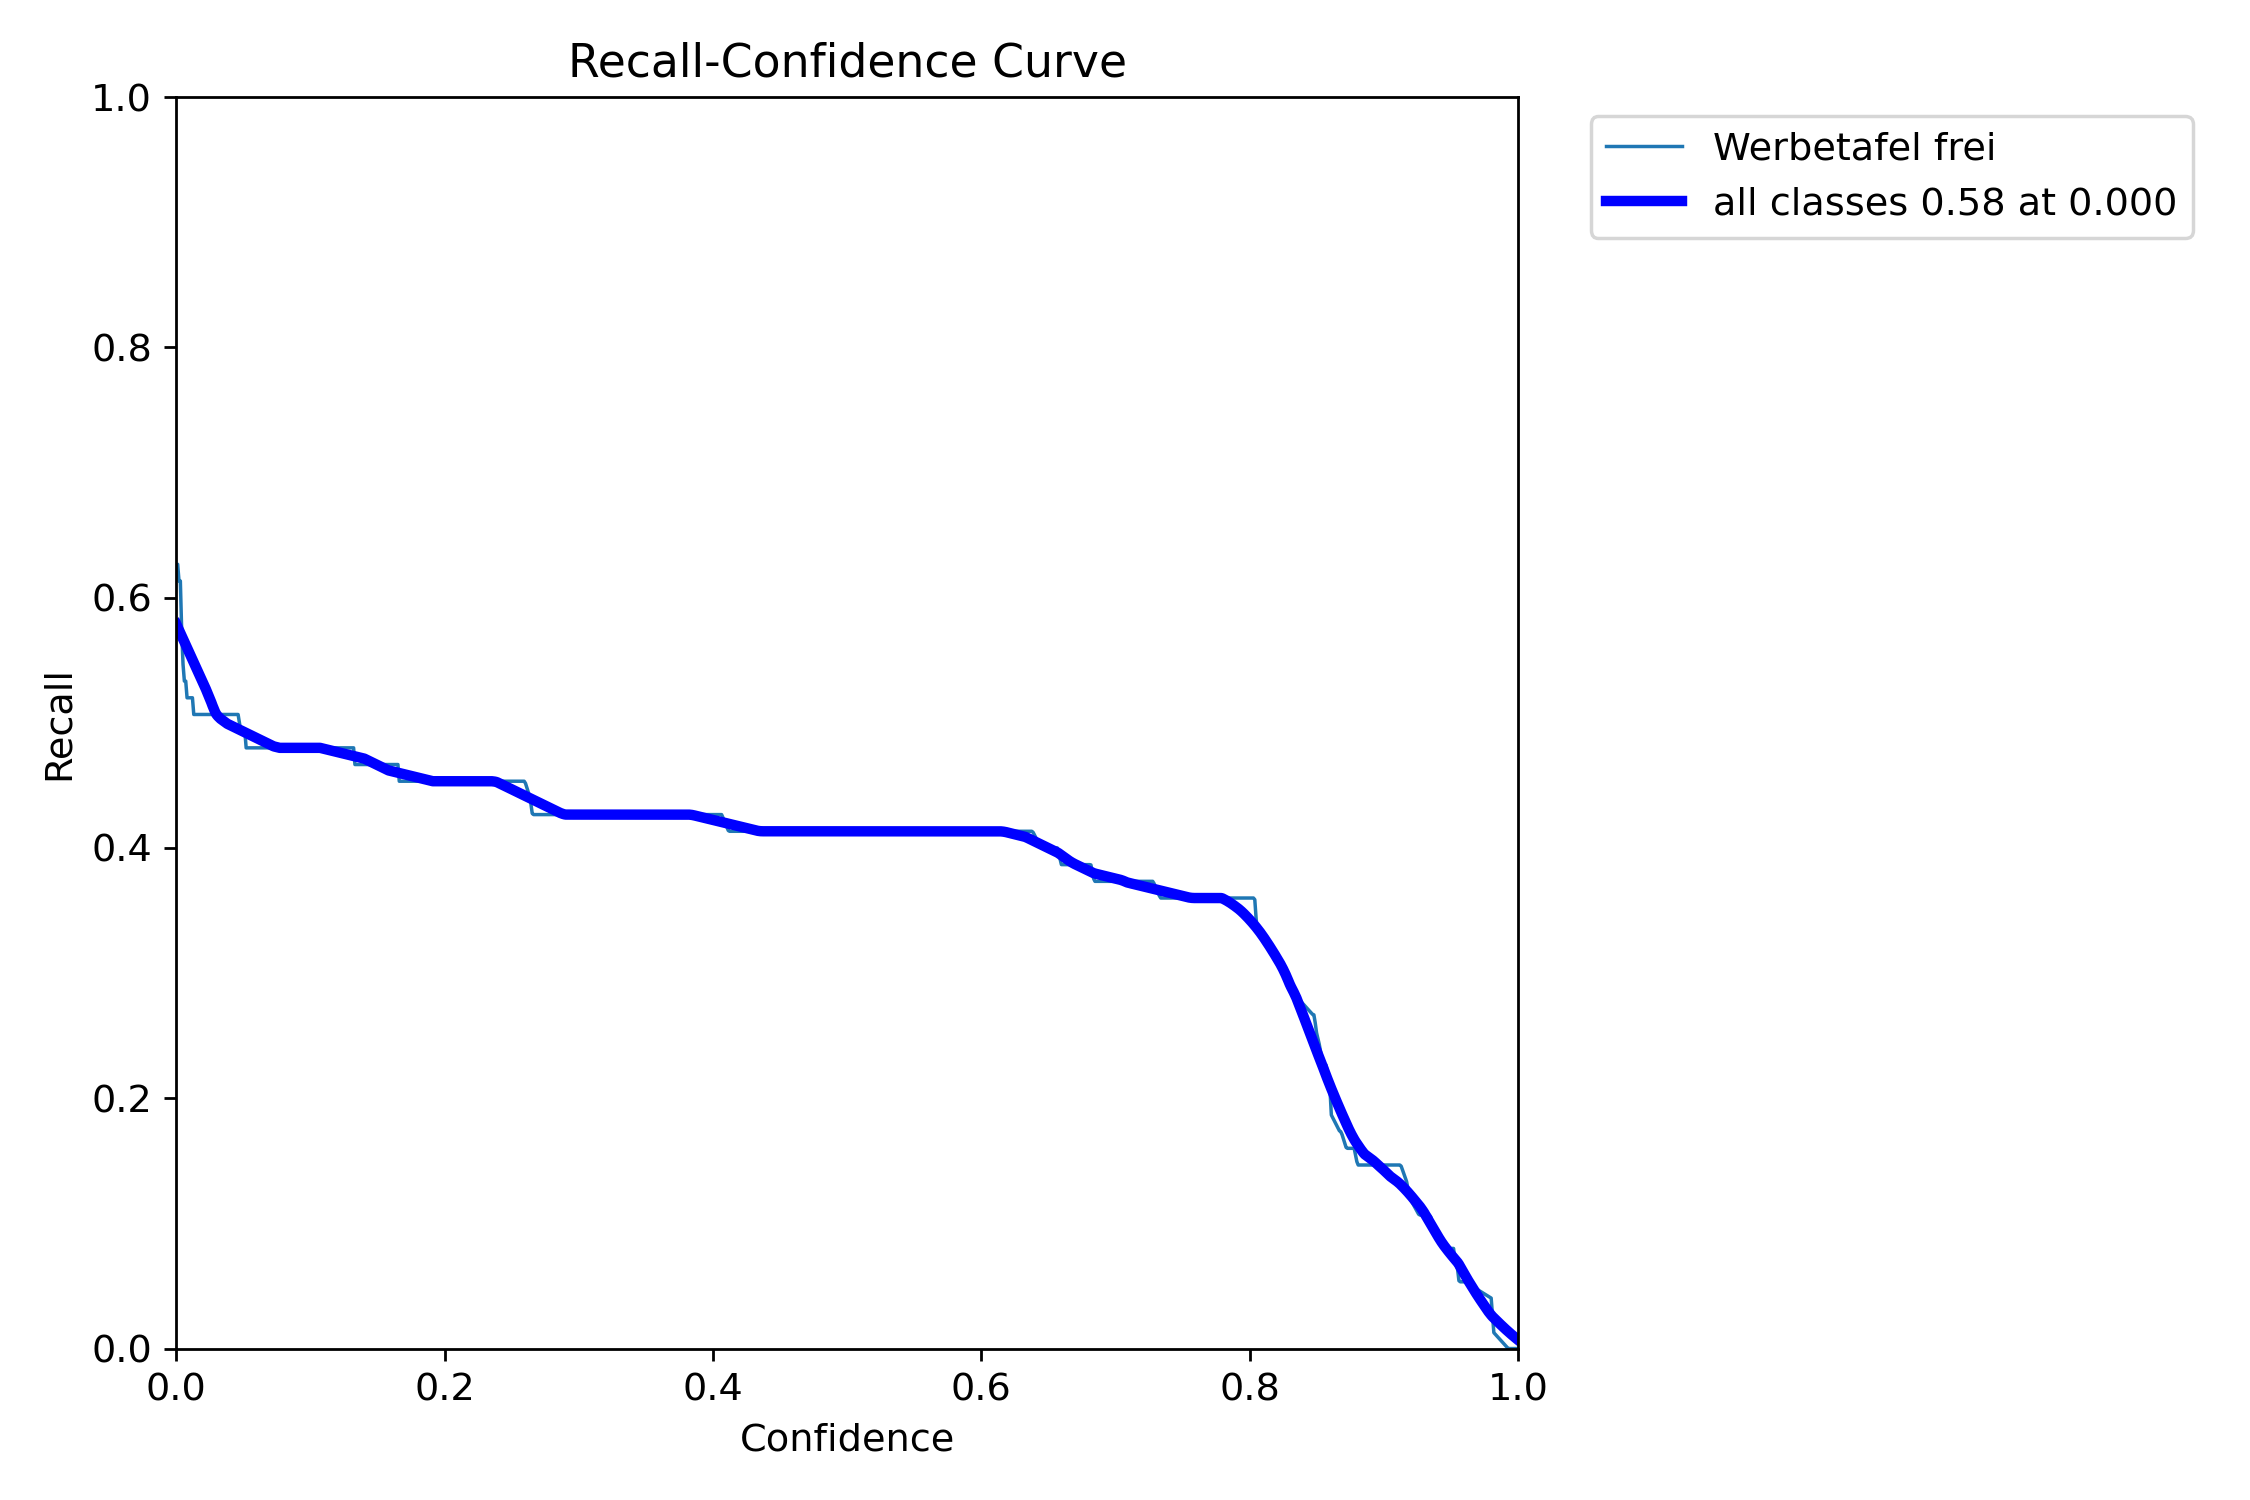 Recall-Confidence Curve
1.0
0.8
0.6
0.4
0.2
0.0
Recall
0.0 0.2 0.4 0.6 0.8 1.0
Confidence
Werbetafel frei
all classes 0.58 at 0.000